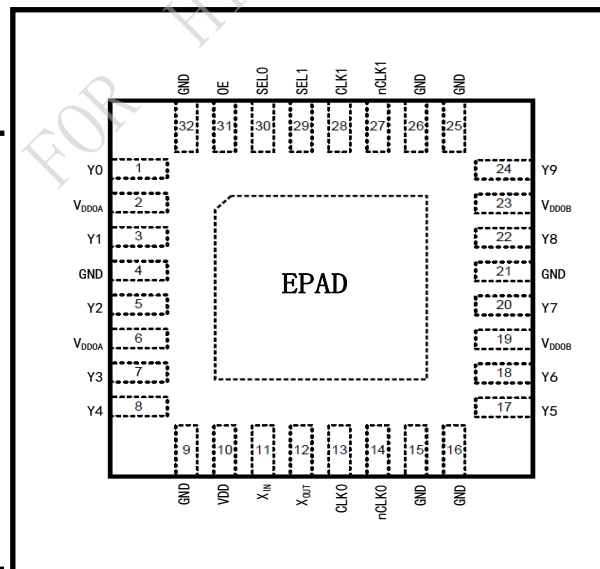 FOR
GND OE SEL0 SEL1 CLK1 nCLK1 GND GND
32 31 30 29 28 27 26 25
Y0 1 24 Y9
VDDOA 2 23 VDDOB
Y1 3 22 Y8
GND 4 21 GND
EPAD
Y2 5 20 Y7
VDDOA 6 19 VDDOB
Y3 7 18 Y6
Y4 8 17 Y5
9 10 11 12 13 14 15 16
GND VDD XIN XOUT CLK0 nCLK0 GND GND